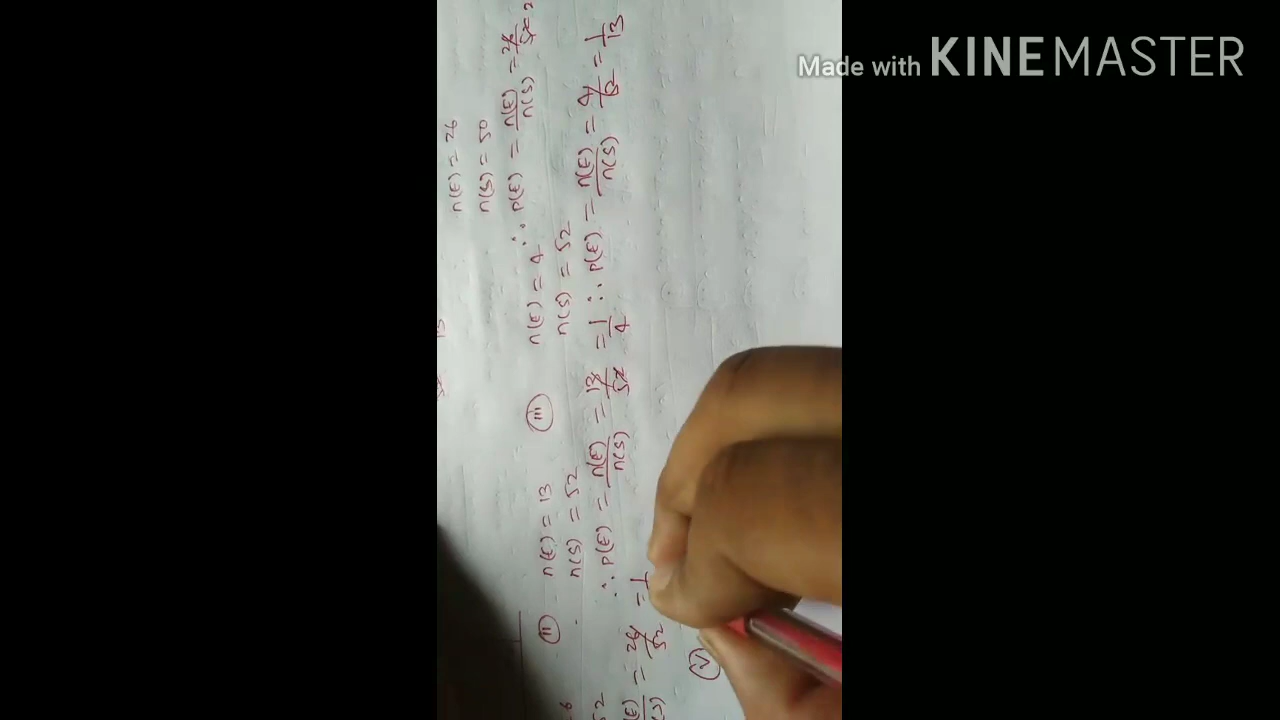 Made with KINEMASTER
n(E) = 26
n(S) = 50
∴ P(E) = n(E)/n(S) = 26/52
(ii) n(E) = 13
n(S) = 52
∴ P(E) = n(E)/n(S) = 13/52 = 1/4
(iii) n(E) = 4
n(S) = 52
∴ P(E) = n(E)/n(S) = 4/52 = 1/13
52
= 26/52 = 1
(v)